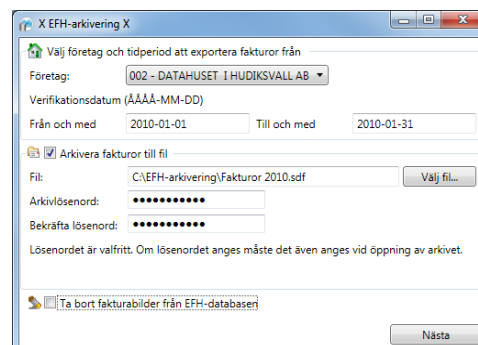 X EFH-arkivering X
Välj företag och tidperiod att exportera fakturor från
Företag: 002 - DATAHUSET I HUDIKSVALL AB
Verifikationsdatum (ÅÅÅÅ-MM-DD)
Från och med 2010-01-01 Till och med 2010-01-31
Arkivera fakturor till fil
Fil: C:\EFH-arkivering\Fakturor 2010.sdf Välj fil...
Arkivlösenord: ●●●●●●●●●●●
Bekräfta lösenord: ●●●●●●●●●●●
Lösenordet är valfritt. Om lösenordet anges måste det även anges vid öppning av arkivet.
Ta bort fakturabilder från EFH-databasen
Nästa